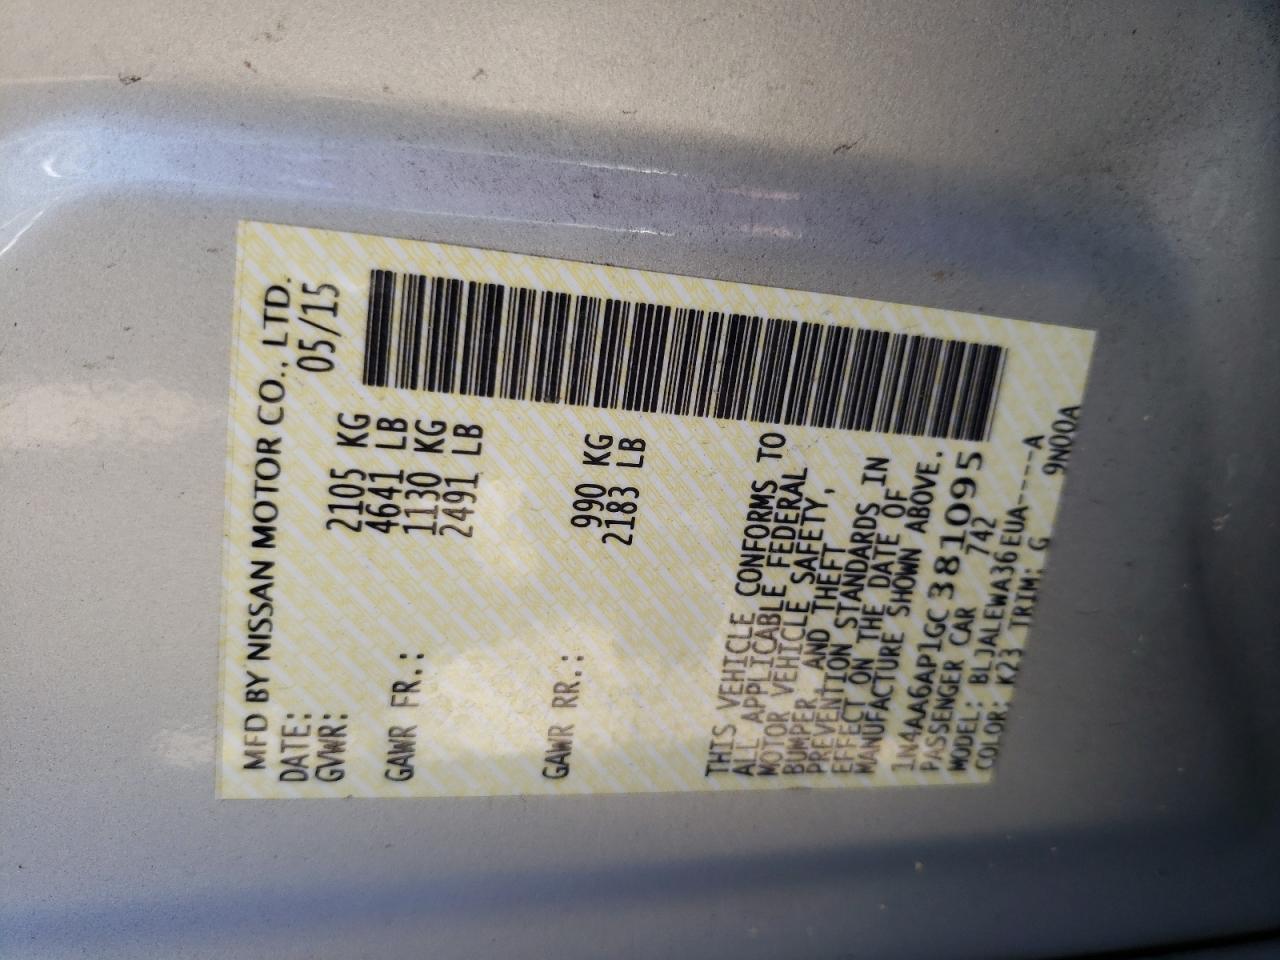 MFD BY NISSAN MOTOR CO., LTD.
DATE: 05/15
GVWR: 2105 KG
4641 LB
GAWR FR.: 1130 KG
2491 LB
GAWR RR.: 990 KG
2183 LB
THIS VEHICLE CONFORMS TO
ALL APPLICABLE FEDERAL
MOTOR VEHICLE SAFETY,
BUMPER AND THEFT
PREVENTION STANDARDS IN
EFFECT ON THE DATE OF
MANUFACTURE SHOWN ABOVE.
1N4AA6AP1GC381095
PASSENGER CAR 742
MODEL: BLJALEWA36EUA-----A
COLOR: K23 TRIM: G 9N00A